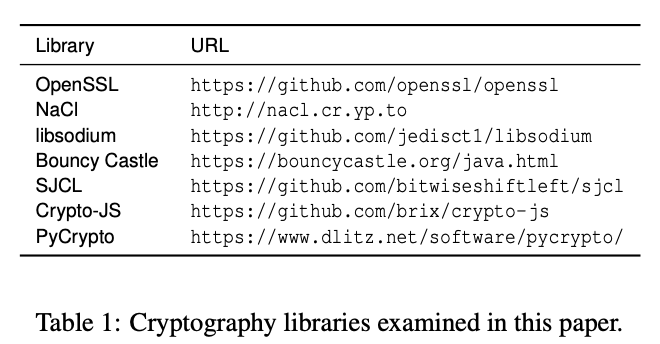 Library URL
OpenSSL https://github.com/openssl/openssl
NaCl http://nacl.cr.yp.to
libsodium https://github.com/jedisct1/libsodium
Bouncy Castle https://bouncycastle.org/java.html
SJCL https://github.com/bitwiseshiftleft/sjcl
Crypto-JS https://github.com/brix/crypto-js
PyCrypto https://www.dlitz.net/software/pycrypto/
Table 1: Cryptography libraries examined in this paper.